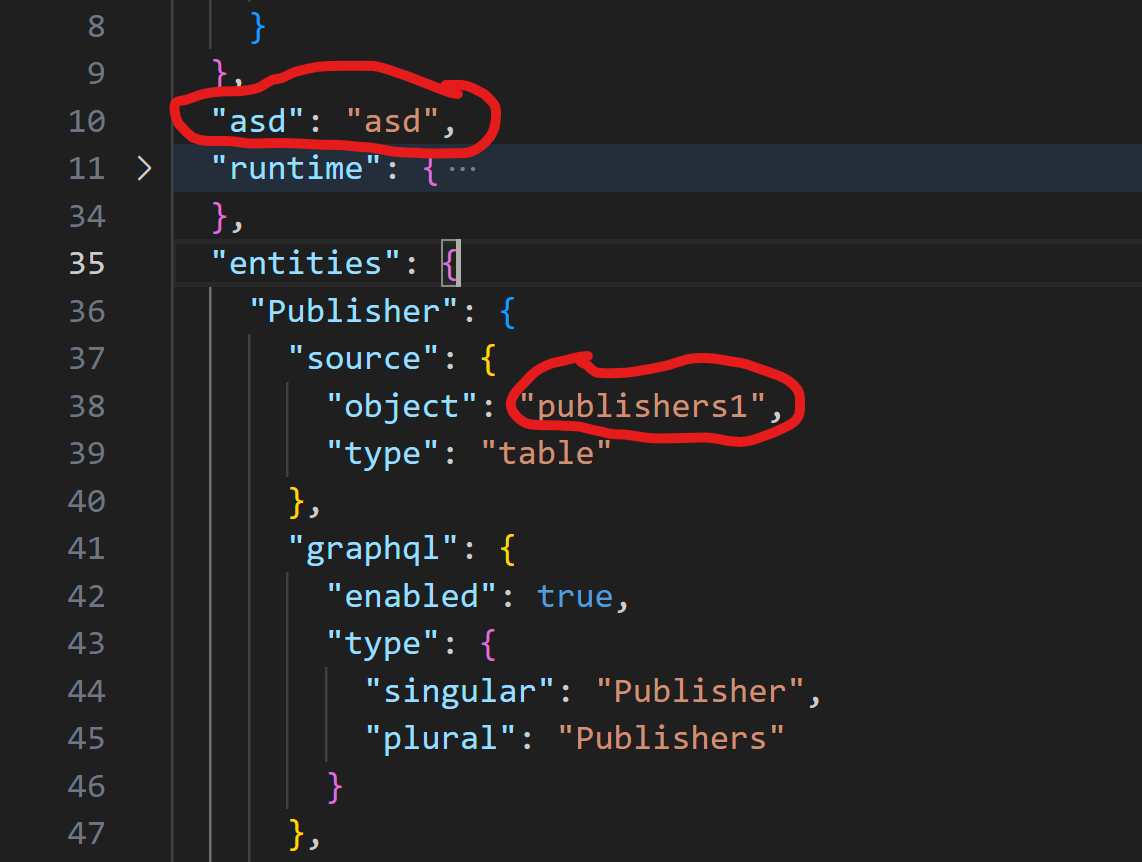 8 }
9 },
10 "asd": "asd",
11 > "runtime": { ···
34 },
35 "entities": {
36 "Publisher": {
37 "source": {
38 "object": "publishers1",
39 "type": "table"
40 },
41 "graphql": {
42 "enabled": true,
43 "type": {
44 "singular": "Publisher",
45 "plural": "Publishers"
46 }
47 },